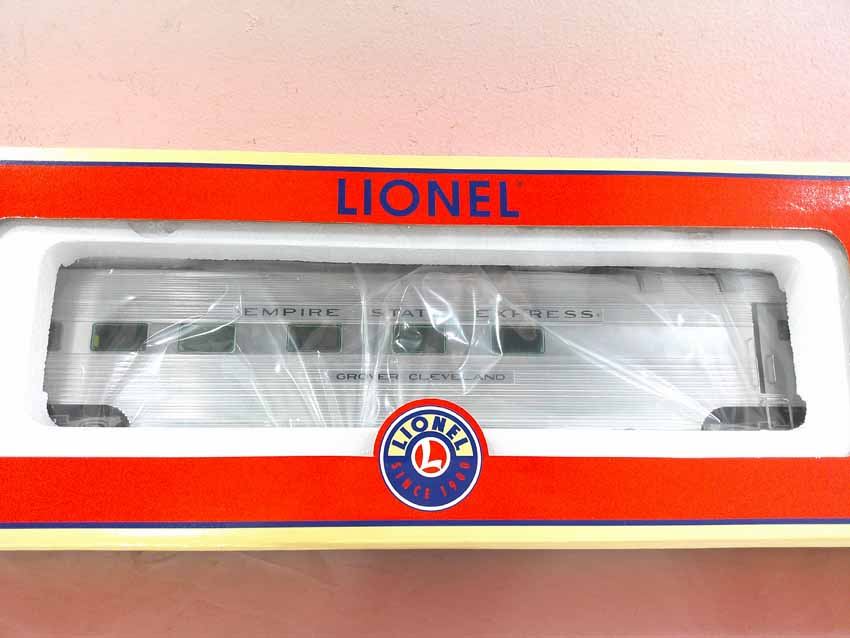 LIONEL
EMPIRE STATE EXPRESS
GROVER CLEVELAND
LIONEL
L
SINCE 1900